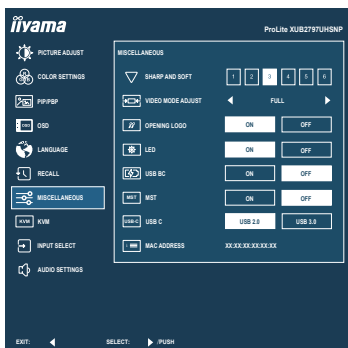 iiyama
ProLite XUB2797UHSNP
PICTURE ADJUST
COLOR SETTINGS
PIP/PBP
OSD OSD
LANGUAGE
RECALL
MISCELLANEOUS
KVM KVM
INPUT SELECT
AUDIO SETTINGS
MISCELLANEOUS
SHARP AND SOFT 1 2 3 4 5 6
VIDEO MODE ADJUST FULL
OPENING LOGO ON OFF
LED ON OFF
USB BC ON OFF
MST MST ON OFF
USB-C USB C USB 2.0 USB 3.0
MAC ADDRESS XX:XX:XX:XX:XX:XX
EXIT: SELECT: /PUSH